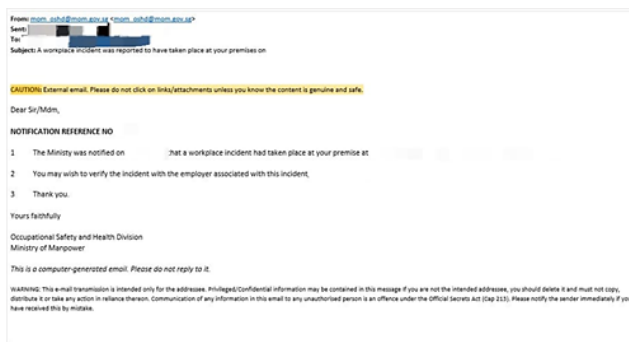 From: mom_oshd@mom.gov.sg <mom_oshd@mom.gov.sg>
Sent:
To:
Subject: A workplace incident was reported to have taken place at your premises on
CAUTION: External email. Please do not click on links/attachments unless you know the content is genuine and safe.
Dear Sir/Mdm,
NOTIFICATION REFERENCE NO
1 The Ministy was notified on that a workplace incident had taken place at your premise at
2 You may wish to verify the incident with the employer associated with this incident.
3 Thank you.
Yours faithfully
Occupational Safety and Health Division
Ministry of Manpower
This is a computer-generated email. Please do not reply to it.
WARNING: This e-mail transmission is intended only for the addressee. Privileged/Confidential information may be contained in this message if you are not the intended addressee, you should delete it and must not copy,
distribute it or take any action in reliance thereon. Communication of any information in this email to any unauthorised person is an offence under the Official Secrets Act (Cap 213). Please notify the sender immediately if you
have received this by mistake.